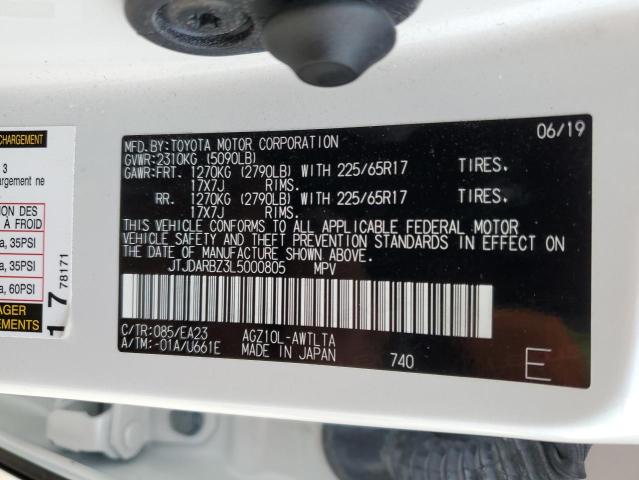 CHARGEMENT
3
argement ne
TION DES
À FROID
a, 35PSI
a, 35PSI
a, 60PSI
AGER
EMENTS
1 7
78171
MFD.BY:TOYOTA MOTOR CORPORATION 06/19
GVWR:2310KG (5090LB)
GAWR:FRT. 1270KG (2790LB) WITH 225/65R17 TIRES.
17X7J RIMS.
RR. 1270KG (2790LB) WITH 225/65R17 TIRES.
17X7J RIMS.
THIS VEHICLE CONFORMS TO ALL APPLICABLE FEDERAL MOTOR
VEHICLE SAFETY AND THEFT PREVENTION STANDARDS IN EFFECT ON
THE DATE OF MANUFACTURE SHOWN ABOVE.
JTJDARBZ3L5000805 MPV
C/TR:085/EA23 AGZ10L-AWTLTA
A/TM:-01A/U661E MADE IN JAPAN 740 E